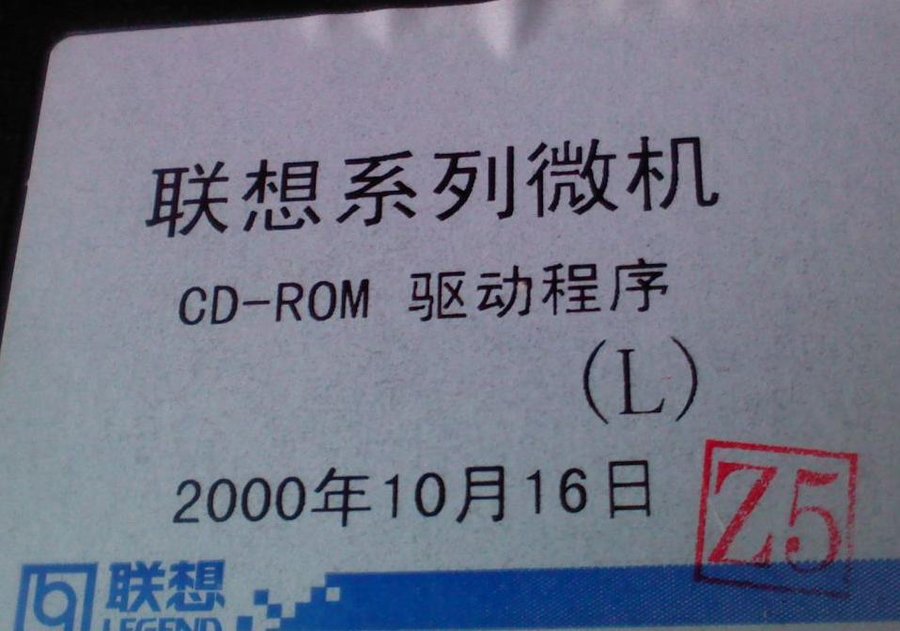 联想系列微机
CD-ROM 驱动程序
(L)
2000年10月16日
Z5
联想
LEGEND